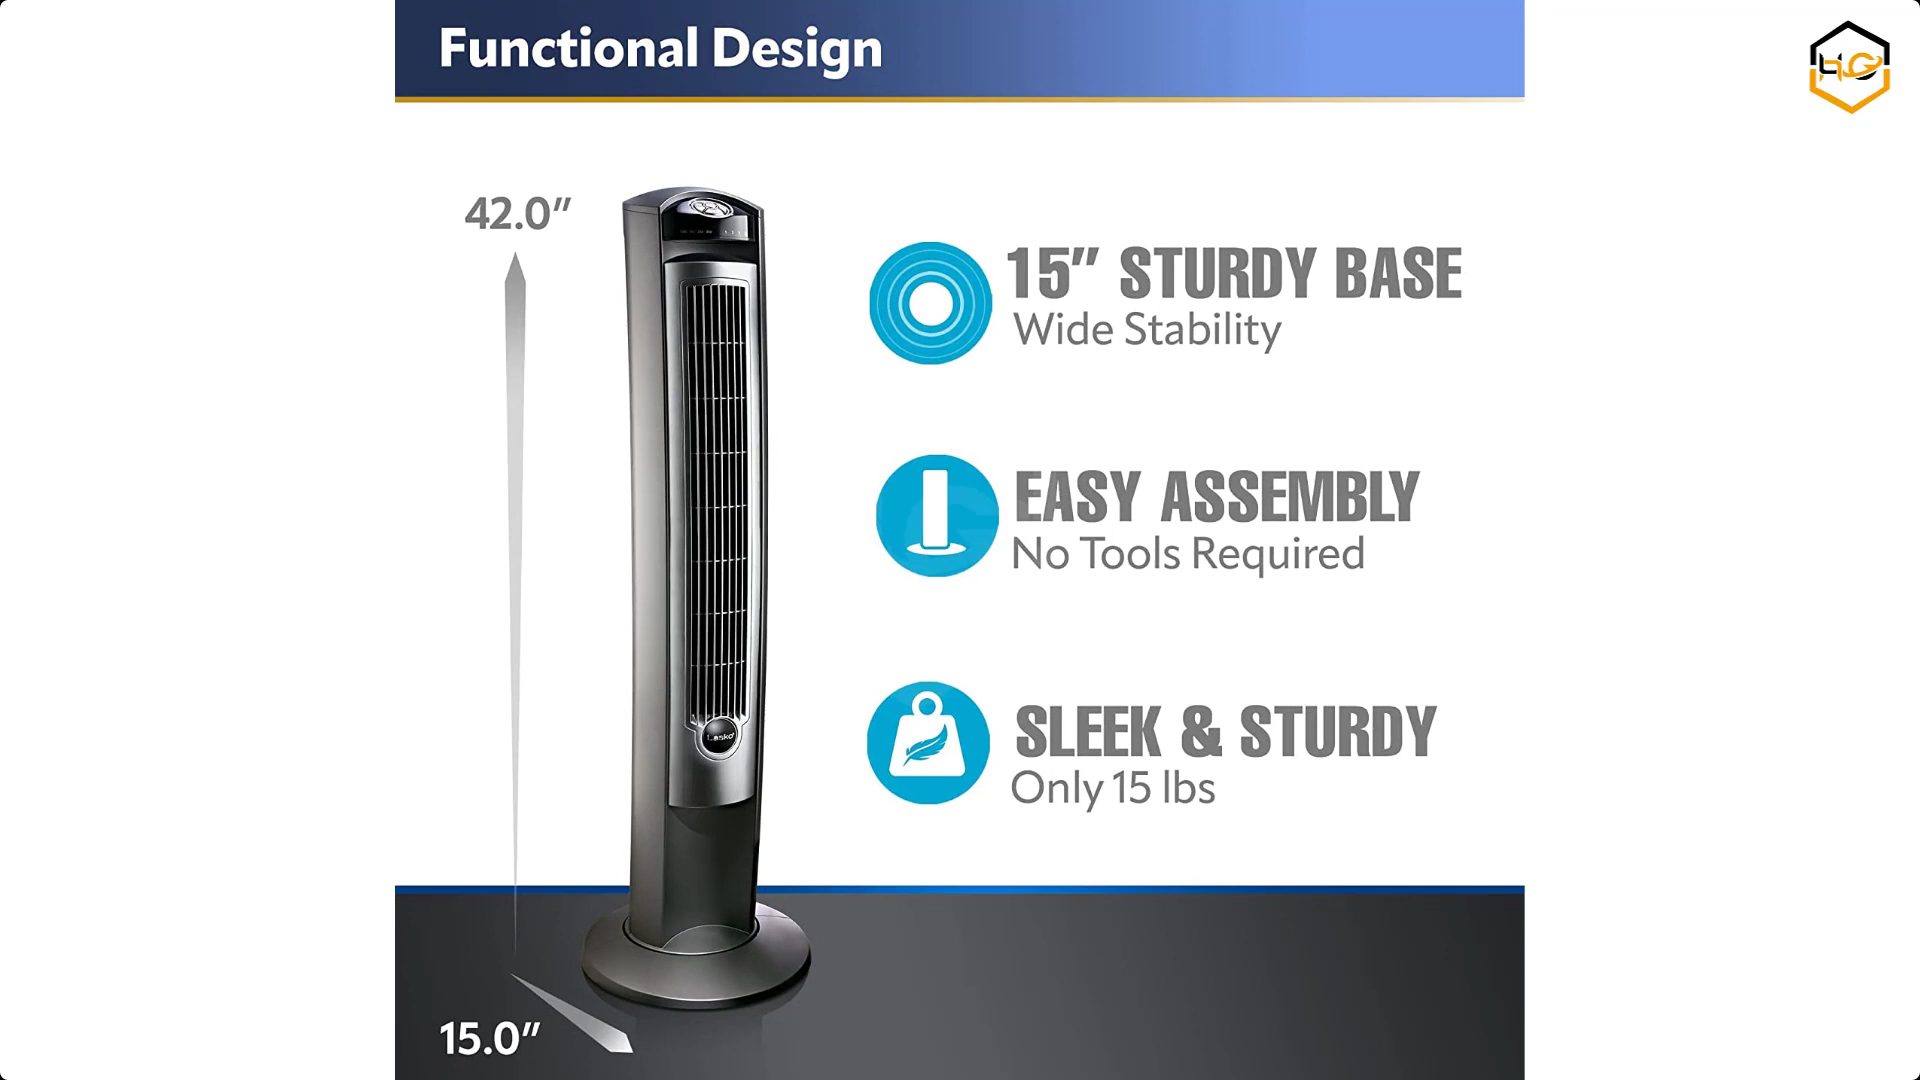 Functional Design
42.0″
15″ STURDY BASE
Wide Stability
EASY ASSEMBLY
No Tools Required
SLEEK & STURDY
Only 15 lbs
Lasko
15.0″